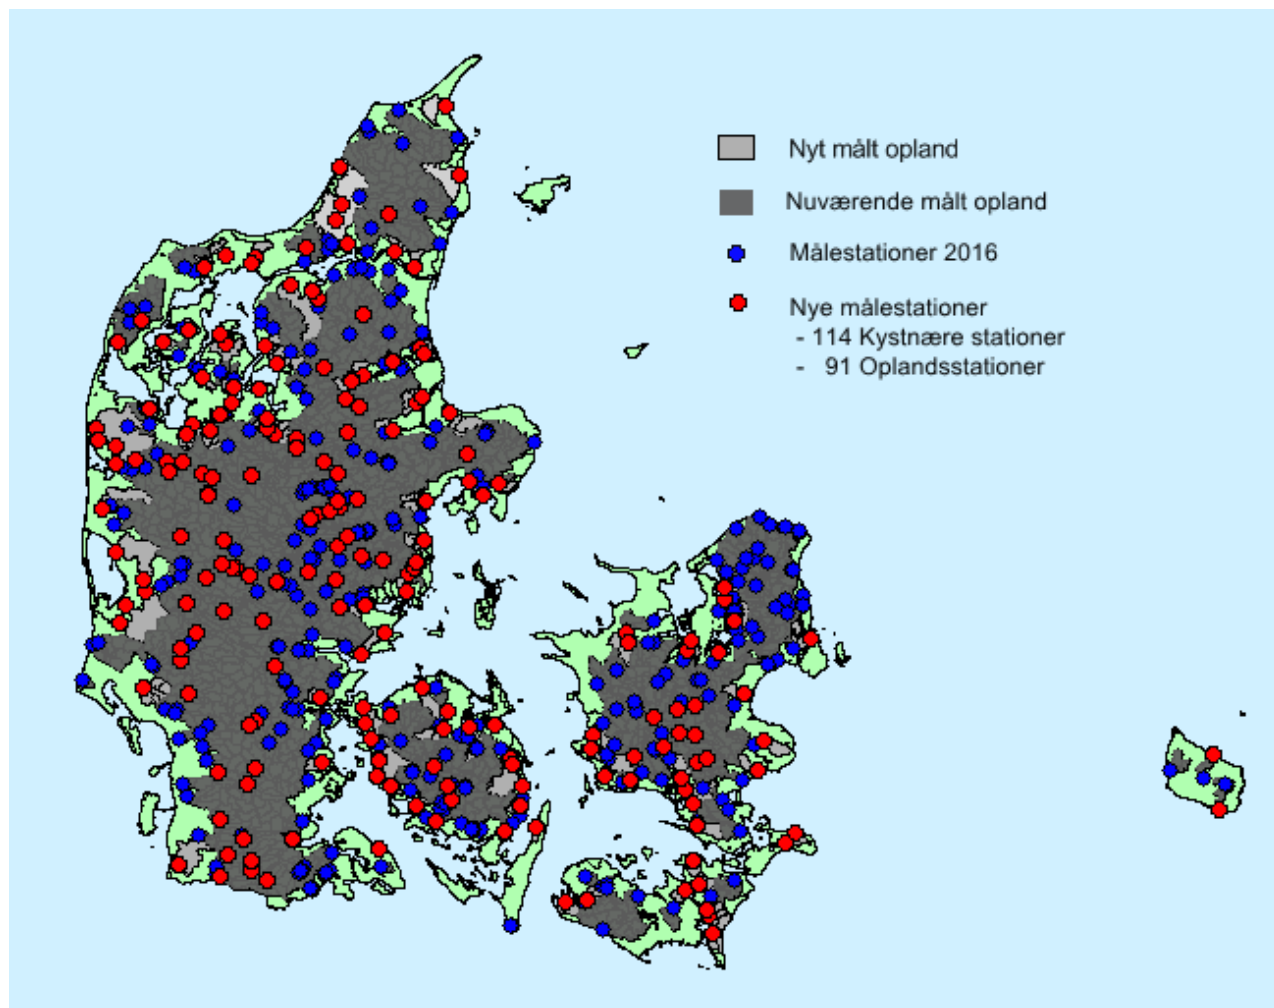 Nyt målt opland
Nuværende målt opland
Målestationer 2016
Nye målestationer
- 114 Kystnære stationer
- 91 Oplandsstationer